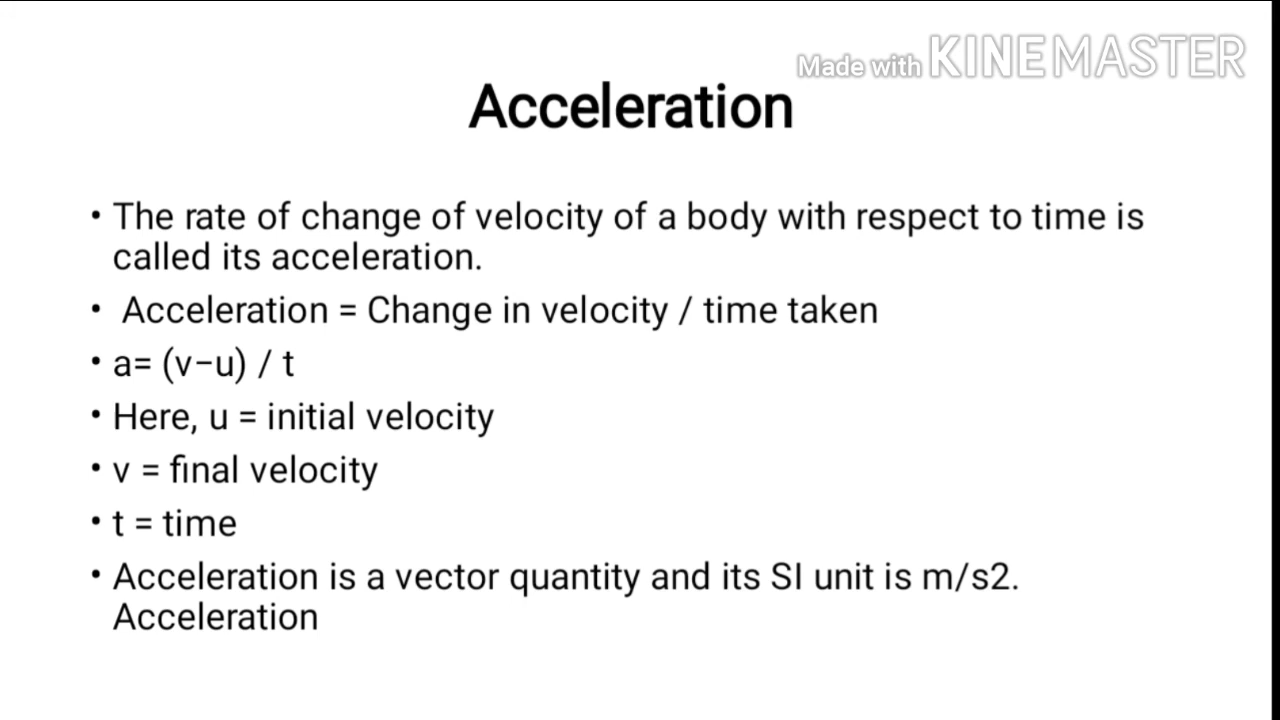 Made with KINEMASTER
Acceleration
• The rate of change of velocity of a body with respect to time is
called its acceleration.
• Acceleration = Change in velocity / time taken
• a= (v−u) / t
• Here, u = initial velocity
• v = final velocity
• t = time
• Acceleration is a vector quantity and its SI unit is m/s2.
Acceleration